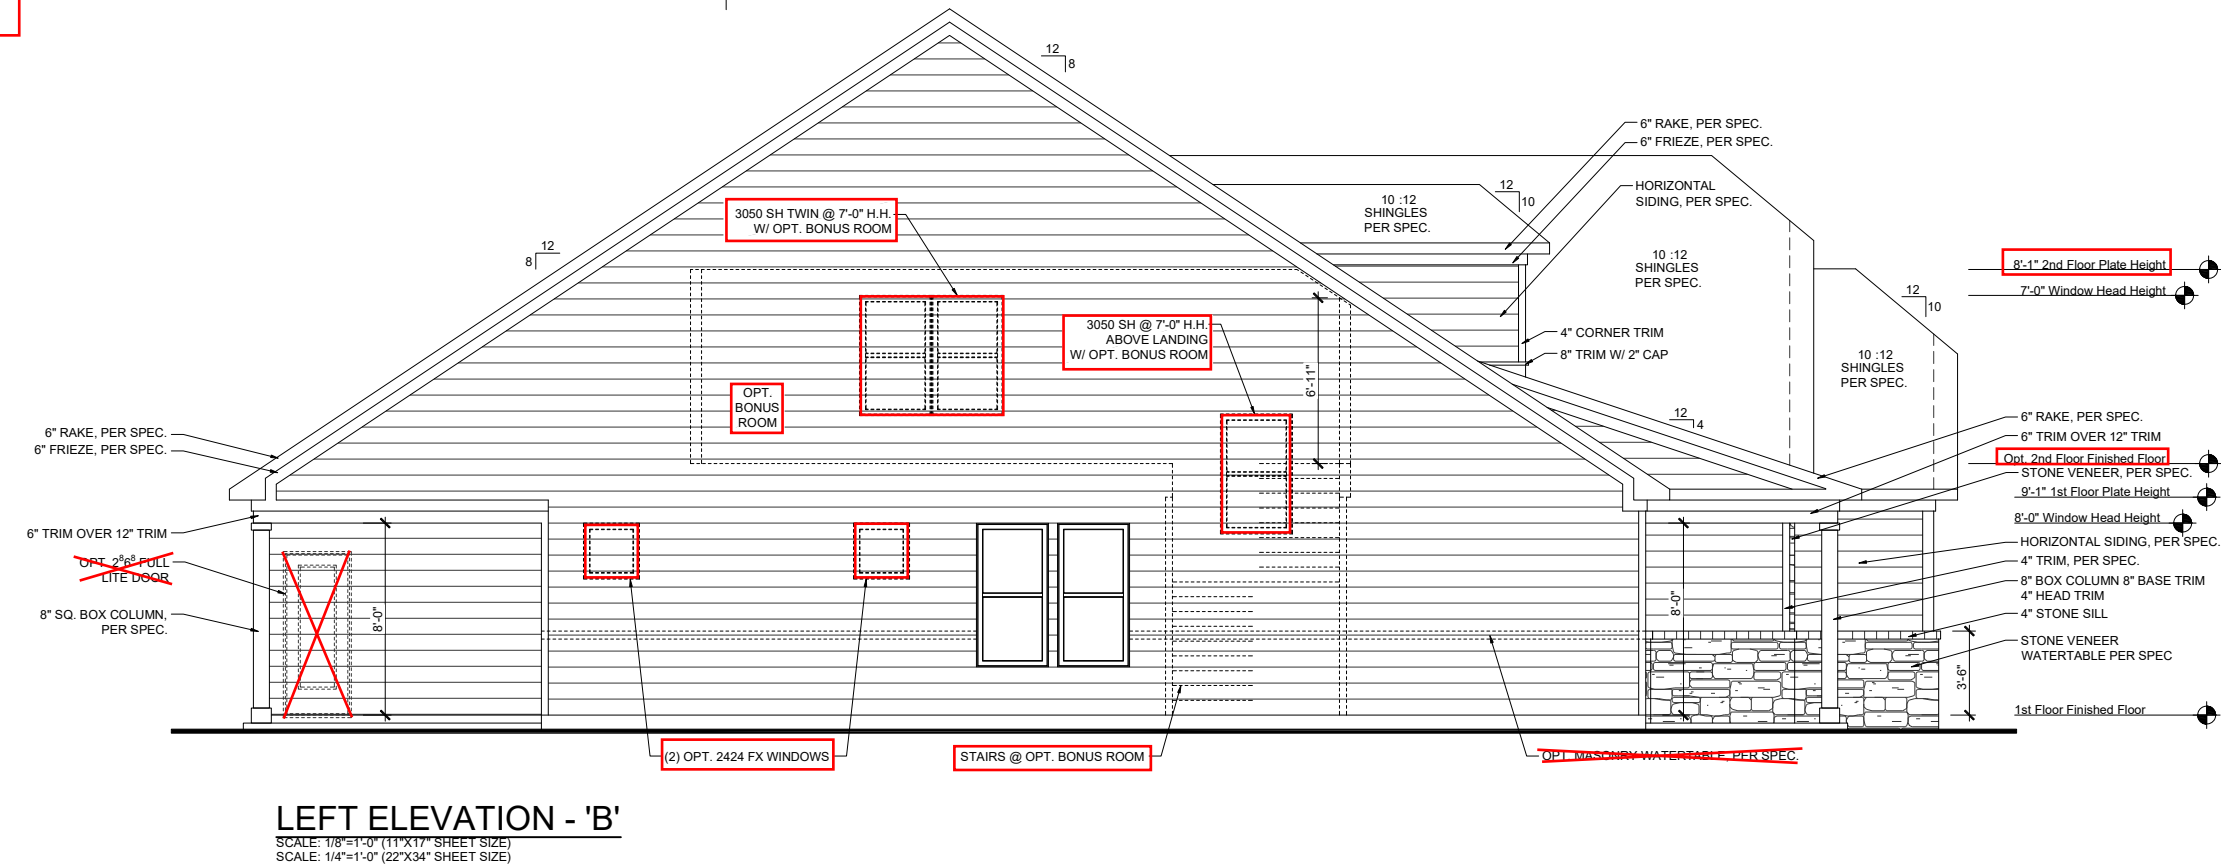 12
8
6" RAKE, PER SPEC.
6" FRIEZE, PER SPEC.
HORIZONTAL
SIDING, PER SPEC.
12
10
10 :12
SHINGLES
PER SPEC.
3050 SH TWIN @ 7'-0" H.H.
W/ OPT. BONUS ROOM
12
8
10 :12
SHINGLES
PER SPEC.
8'-1" 2nd Floor Plate Height
7'-0" Window Head Height
12
10
3050 SH @ 7'-0" H.H.
ABOVE LANDING
W/ OPT. BONUS ROOM
6'-11"
4" CORNER TRIM
8" TRIM W/ 2" CAP
10 :12
SHINGLES
PER SPEC.
OPT.
BONUS
ROOM
12
4
6" RAKE, PER SPEC.
6" FRIEZE, PER SPEC.
6" RAKE, PER SPEC.
6" TRIM OVER 12" TRIM
Opt. 2nd Floor Finished Floor
STONE VENEER, PER SPEC.
9'-1" 1st Floor Plate Height
8'-0" Window Head Height
6" TRIM OVER 12" TRIM
OPT. 2⁸6⁸ FULL
LITE DOOR
8" SQ. BOX COLUMN,
PER SPEC.
8'-0"
8'-0"
HORIZONTAL SIDING, PER SPEC.
4" TRIM, PER SPEC.
8" BOX COLUMN 8" BASE TRIM
4" HEAD TRIM
4" STONE SILL
STONE VENEER
WATERTABLE PER SPEC
3'-6"
1st Floor Finished Floor
(2) OPT. 2424 FX WINDOWS
STAIRS @ OPT. BONUS ROOM
OPT. MASONRY WATERTABLE, PER SPEC.
LEFT ELEVATION - 'B'
SCALE: 1/8"=1'-0" (11"X17" SHEET SIZE)
SCALE: 1/4"=1'-0" (22"X34" SHEET SIZE)